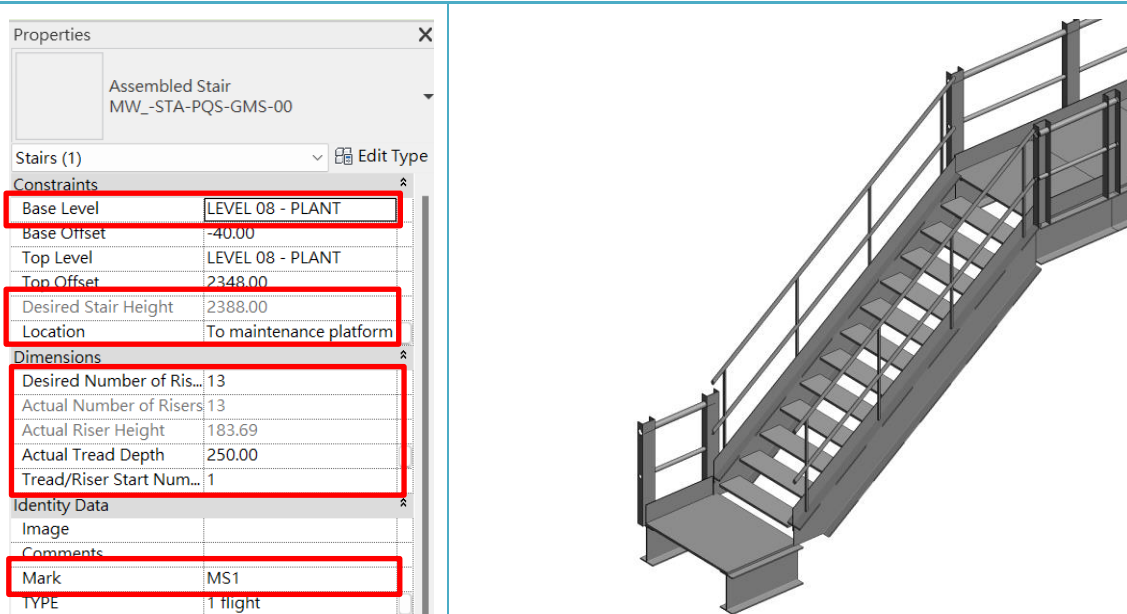 Properties
Assembled Stair
MW_-STA-PQS-GMS-00
Stairs (1) Edit Type
Constraints
Base Level LEVEL 08 - PLANT
Base Offset -40.00
Top Level LEVEL 08 - PLANT
Top Offset 2348.00
Desired Stair Height 2388.00
Location To maintenance platform
Dimensions
Desired Number of Ris... 13
Actual Number of Risers 13
Actual Riser Height 183.69
Actual Tread Depth 250.00
Tread/Riser Start Num... 1
Identity Data
Image
Comments
Mark MS1
TYPE 1 flight